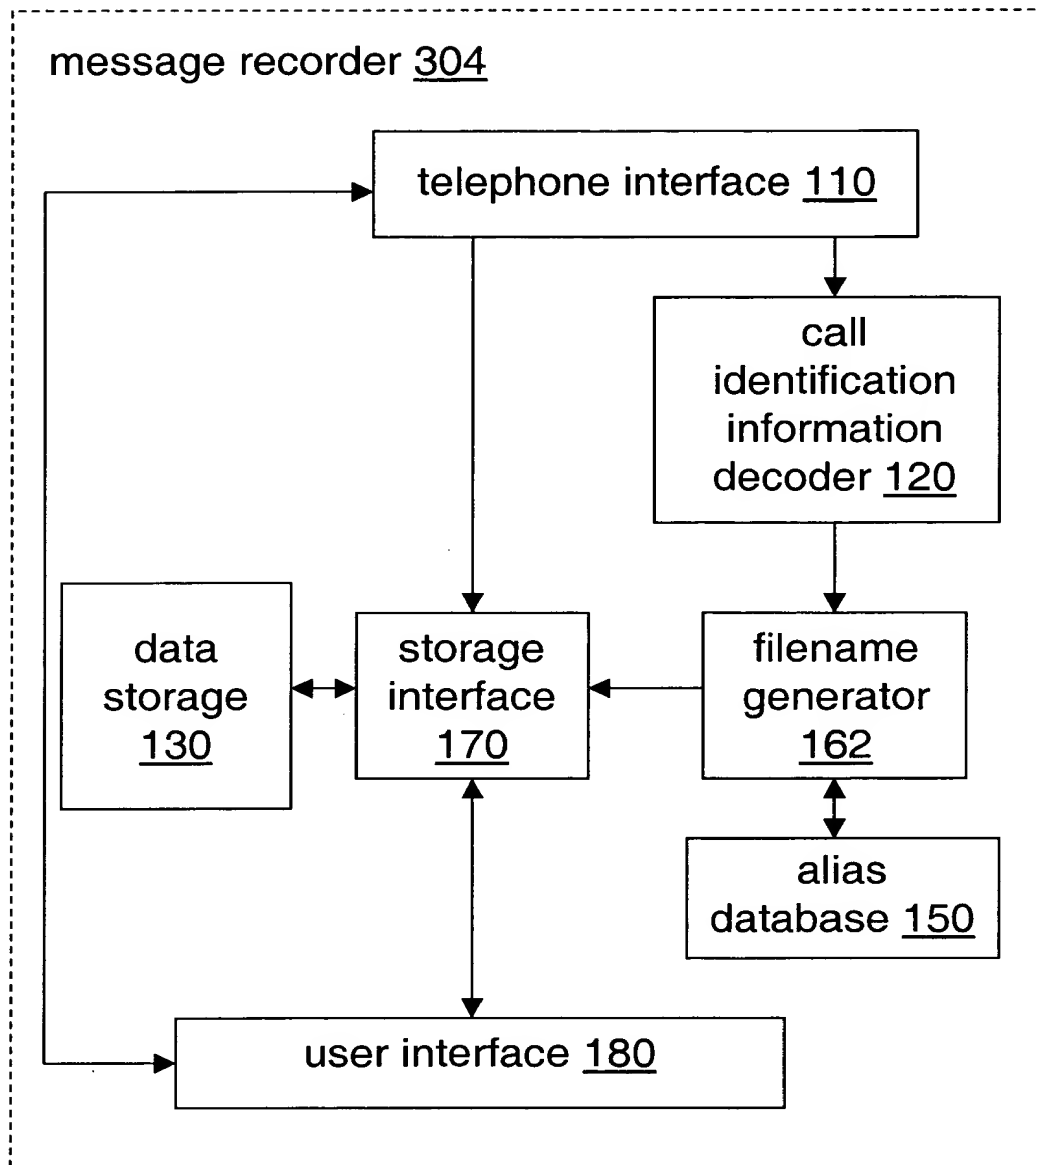 message recorder 304
telephone interface 110
call
identification
information
decoder 120
data
storage
130
storage
interface
170
filename
generator
162
alias
database 150
user interface 180